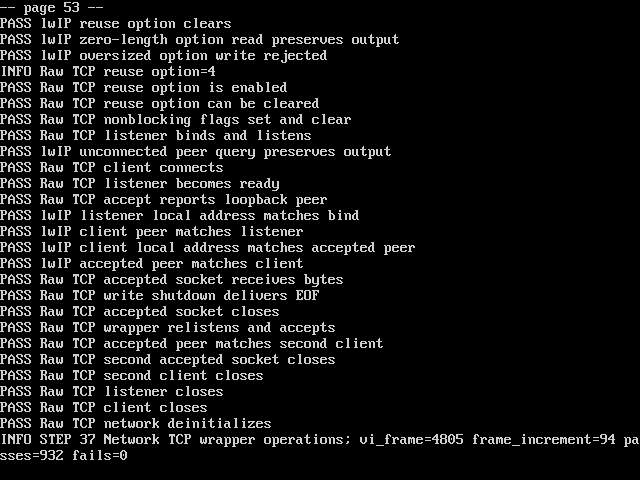 -- page 53 --
PASS lwIP reuse option clears
PASS lwIP zero-length option read preserves output
PASS lwIP oversized option write rejected
INFO Raw TCP reuse option=4
PASS Raw TCP reuse option is enabled
PASS Raw TCP reuse option can be cleared
PASS Raw TCP nonblocking flags set and clear
PASS Raw TCP listener binds and listens
PASS lwIP unconnected peer query preserves output
PASS Raw TCP client connects
PASS Raw TCP listener becomes ready
PASS Raw TCP accept reports loopback peer
PASS lwIP listener local address matches bind
PASS lwIP client peer matches listener
PASS lwIP client local address matches accepted peer
PASS lwIP accepted peer matches client
PASS Raw TCP accepted socket receives bytes
PASS Raw TCP write shutdown delivers EOF
PASS Raw TCP accepted socket closes
PASS Raw TCP wrapper relistens and accepts
PASS Raw TCP accepted peer matches second client
PASS Raw TCP second accepted socket closes
PASS Raw TCP second client closes
PASS Raw TCP listener closes
PASS Raw TCP client closes
PASS Raw TCP network deinitializes
INFO STEP 37 Network TCP wrapper operations; vi_frame=4805 frame_increment=94 pa
sses=932 fails=0